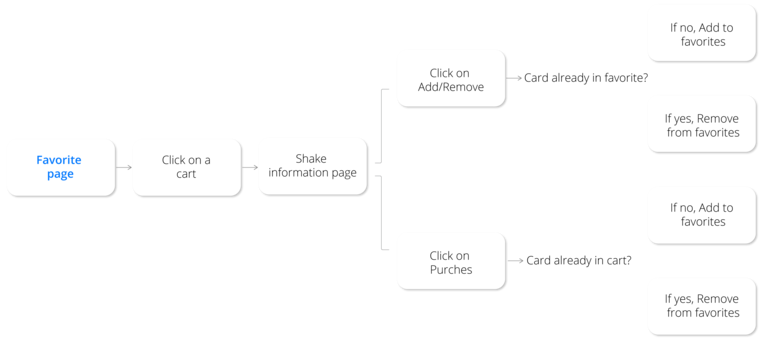 Favorite
page
Click on a
cart
Shake
information page
Click on
Add/Remove
Card already in favorite?
If no, Add to
favorites
If yes, Remove
from favorites
Click on
Purches
Card already in cart?
If no, Add to
favorites
If yes, Remove
from favorites